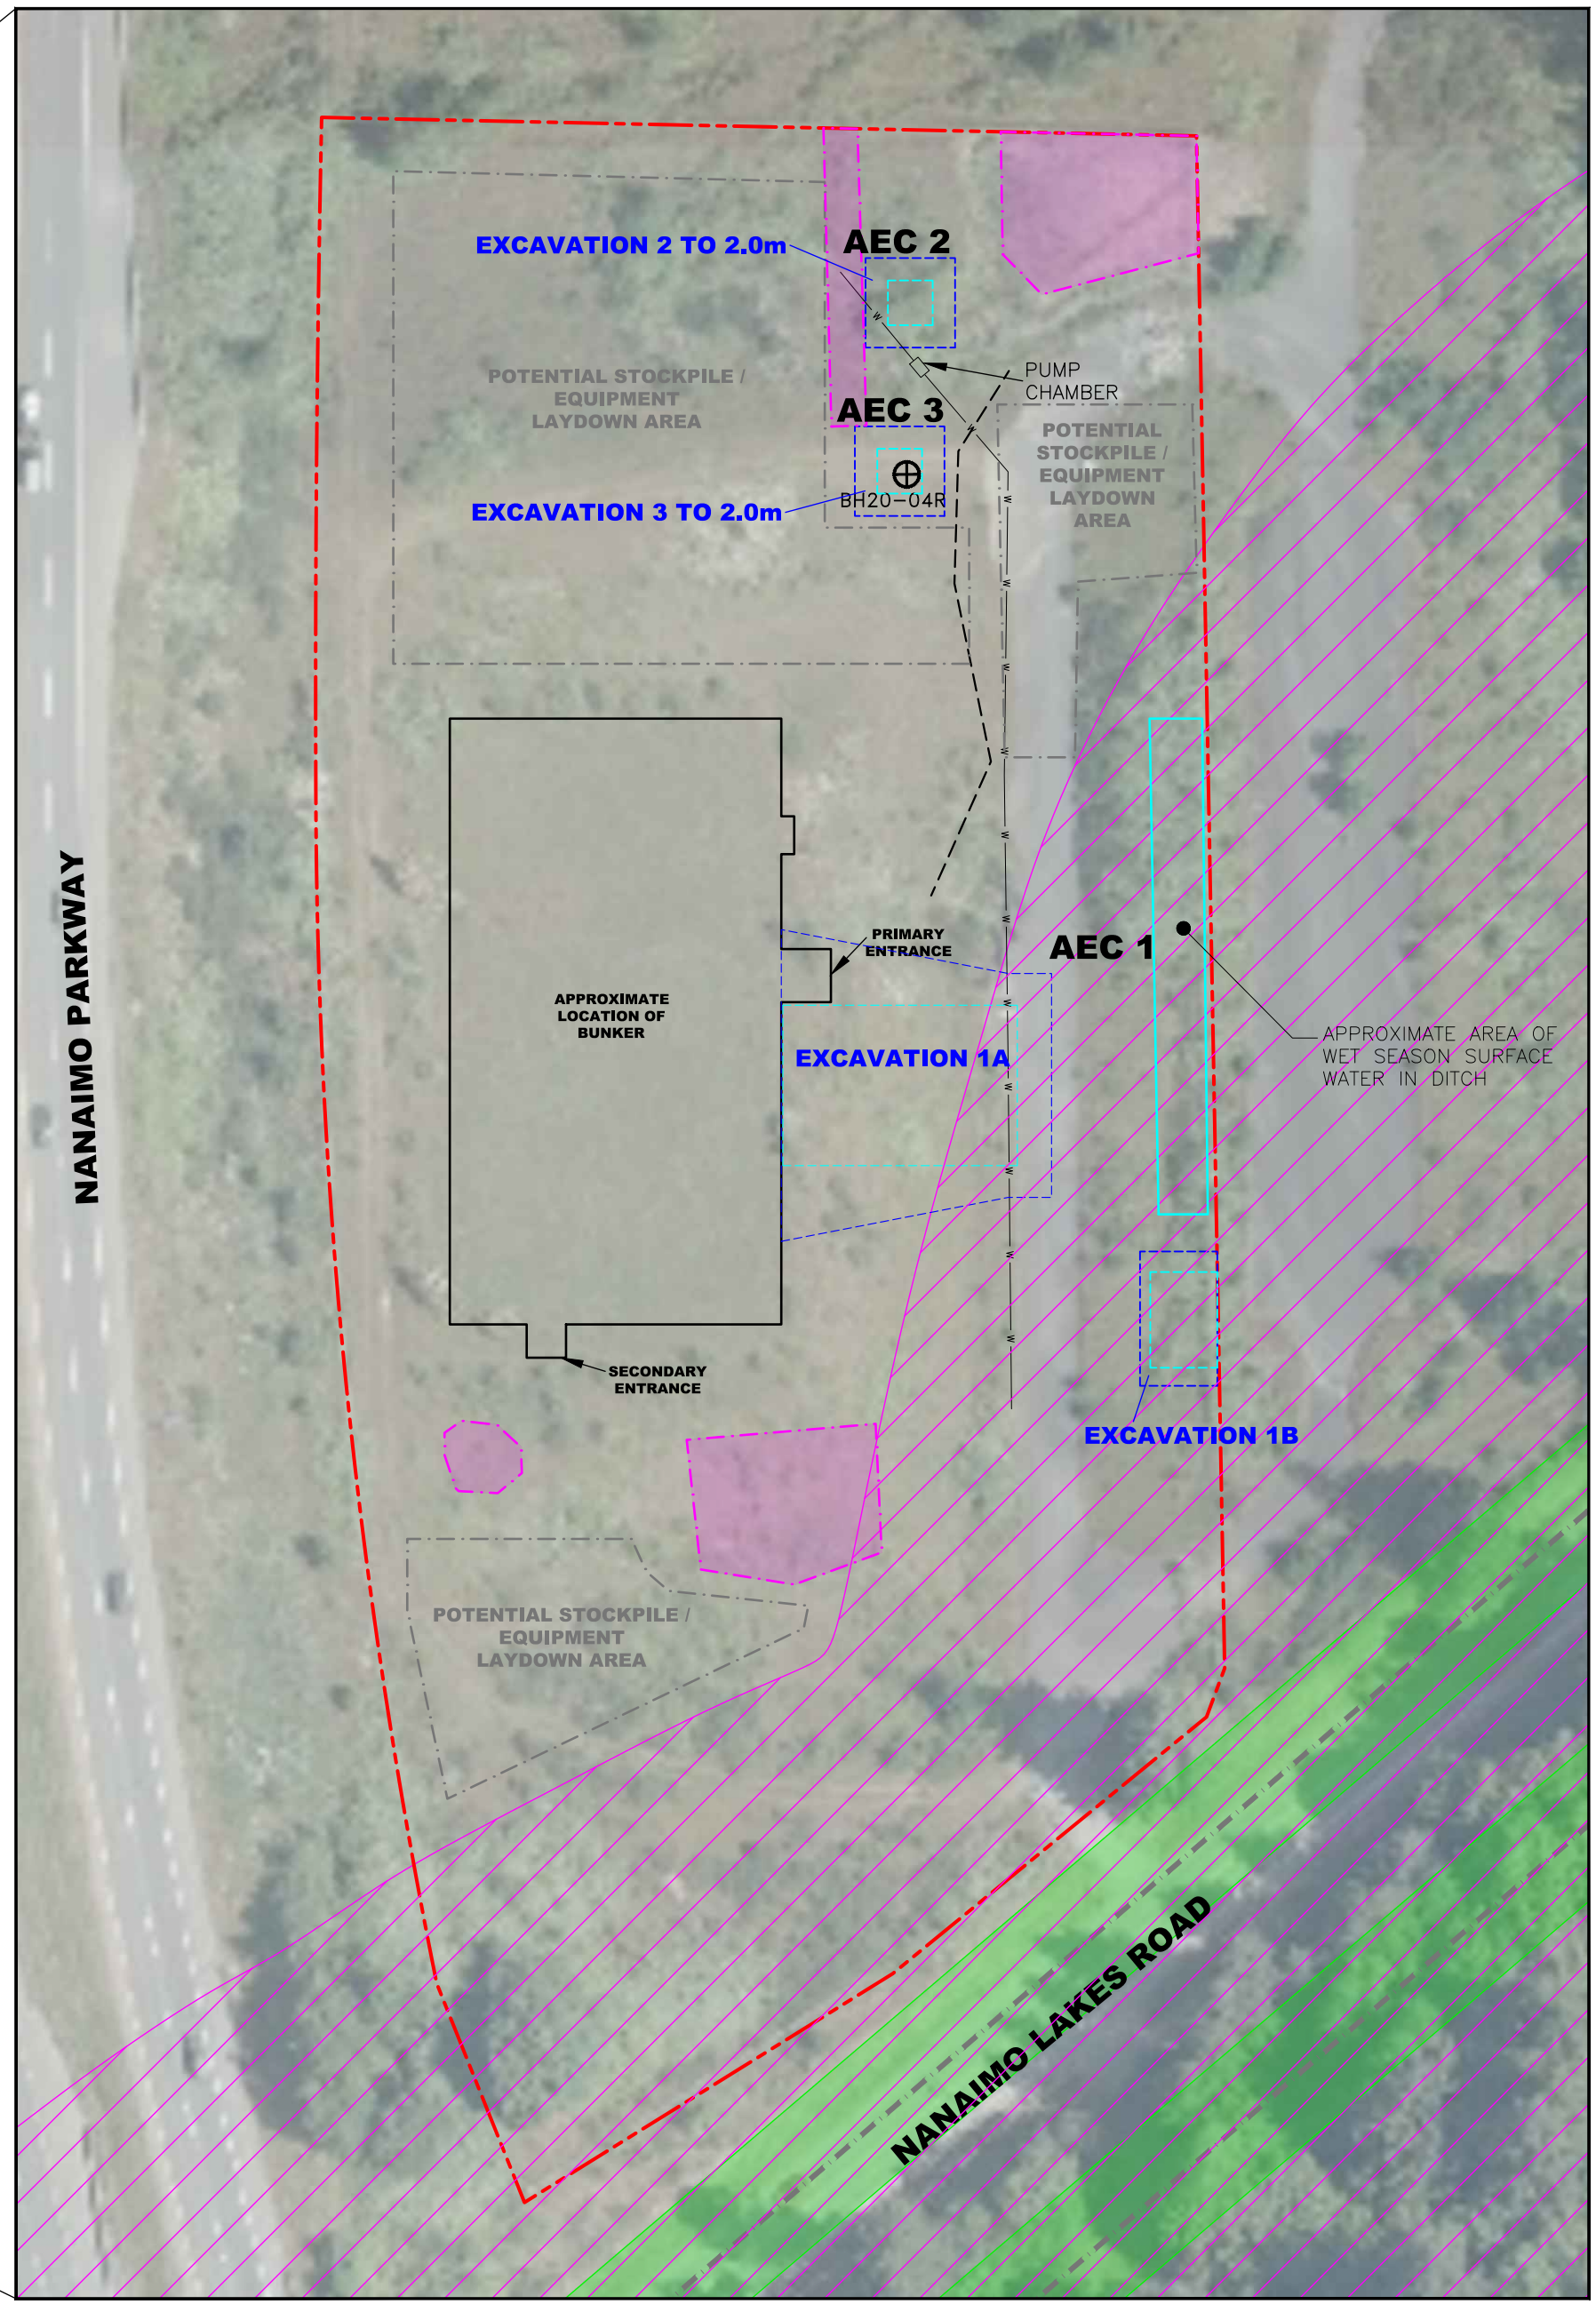 EXCAVATION 2 TO 2.0m
AEC 2
PUMP
CHAMBER
POTENTIAL STOCKPILE /
EQUIPMENT
LAYDOWN AREA
AEC 3
POTENTIAL
STOCKPILE /
EQUIPMENT
LAYDOWN
AREA
BH20-04R
EXCAVATION 3 TO 2.0m
W
W
W
W
W
W
W
W
W
W
W
W
W
NANAIMO PARKWAY
PRIMARY
ENTRANCE
AEC 1
APPROXIMATE
LOCATION OF
BUNKER
EXCAVATION 1A
APPROXIMATE AREA OF
WET SEASON SURFACE
WATER IN DITCH
SECONDARY
ENTRANCE
EXCAVATION 1B
POTENTIAL STOCKPILE /
EQUIPMENT
LAYDOWN AREA
NANAIMO LAKES ROAD